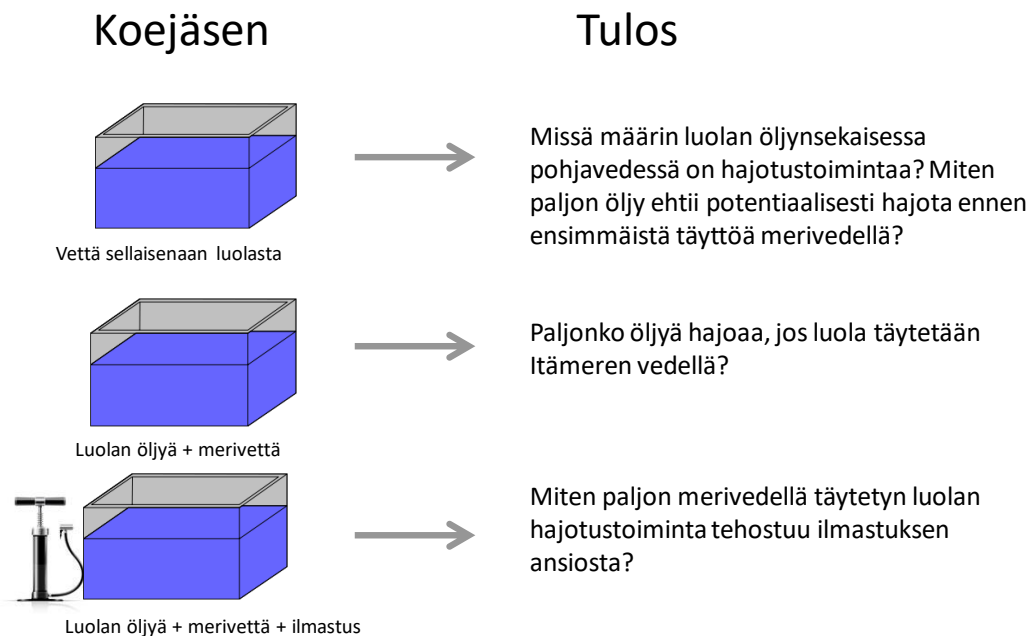 Koejäsen
Tulos
Vettä sellaisenaan luolasta
Missä määrin luolan öljynsekaisessa
pohjavedessä on hajotustoimintaa? Miten
paljon öljy ehtii potentiaalisesti hajota ennen
ensimmäistä täyttöä merivedellä?
Luolan öljyä + merivettä
Paljonko öljyä hajoaa, jos luola täytetään
Itämeren vedellä?
Luolan öljyä + merivettä + ilmastus
Miten paljon merivedellä täytetyn luolan
hajotustoiminta tehostuu ilmastuksen
ansiosta?